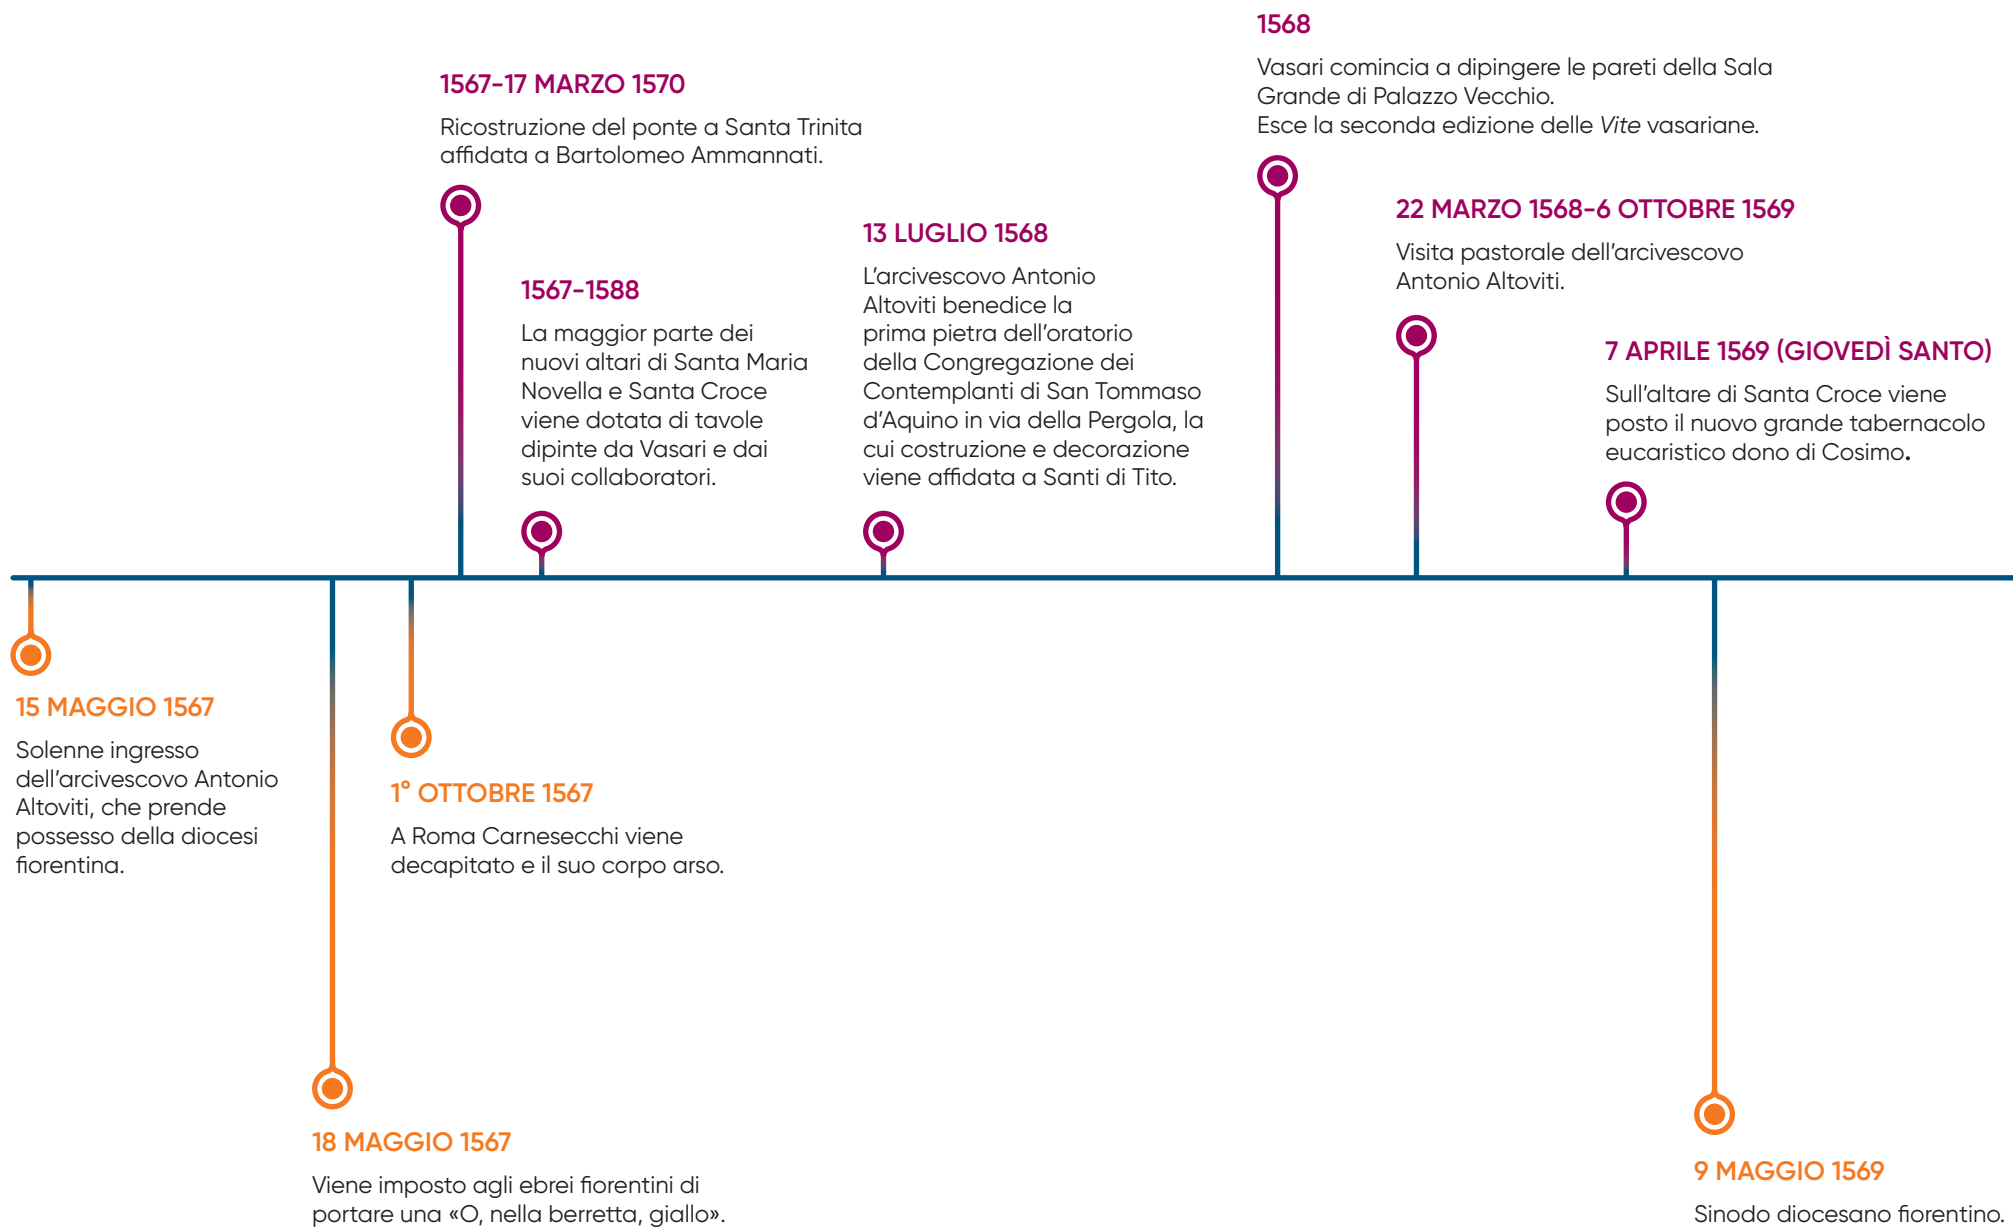 1568
Vasari comincia a dipingere le pareti della Sala
Grande di Palazzo Vecchio.
Esce la seconda edizione delle Vite vasariane.
1567-17 MARZO 1570
Ricostruzione del ponte a Santa Trinita
affidata a Bartolomeo Ammannati.
22 MARZO 1568-6 OTTOBRE 1569
Visita pastorale dell'arcivescovo
Antonio Altoviti.
13 LUGLIO 1568
L'arcivescovo Antonio
Altoviti benedice la
prima pietra dell'oratorio
della Congregazione dei
Contemplanti di San Tommaso
d'Aquino in via della Pergola, la
cui costruzione e decorazione
viene affidata a Santi di Tito.
1567-1588
La maggior parte dei
nuovi altari di Santa Maria
Novella e Santa Croce
viene dotata di tavole
dipinte da Vasari e dai
suoi collaboratori.
7 APRILE 1569 (GIOVEDÌ SANTO)
Sull'altare di Santa Croce viene
posto il nuovo grande tabernacolo
eucaristico dono di Cosimo.
15 MAGGIO 1567
Solenne ingresso
dell'arcivescovo Antonio
Altoviti, che prende
possesso della diocesi
fiorentina.
1° OTTOBRE 1567
A Roma Carnesecchi viene
decapitato e il suo corpo arso.
18 MAGGIO 1567
Viene imposto agli ebrei fiorentini di
portare una «O, nella berretta, giallo».
9 MAGGIO 1569
Sinodo diocesano fiorentino.